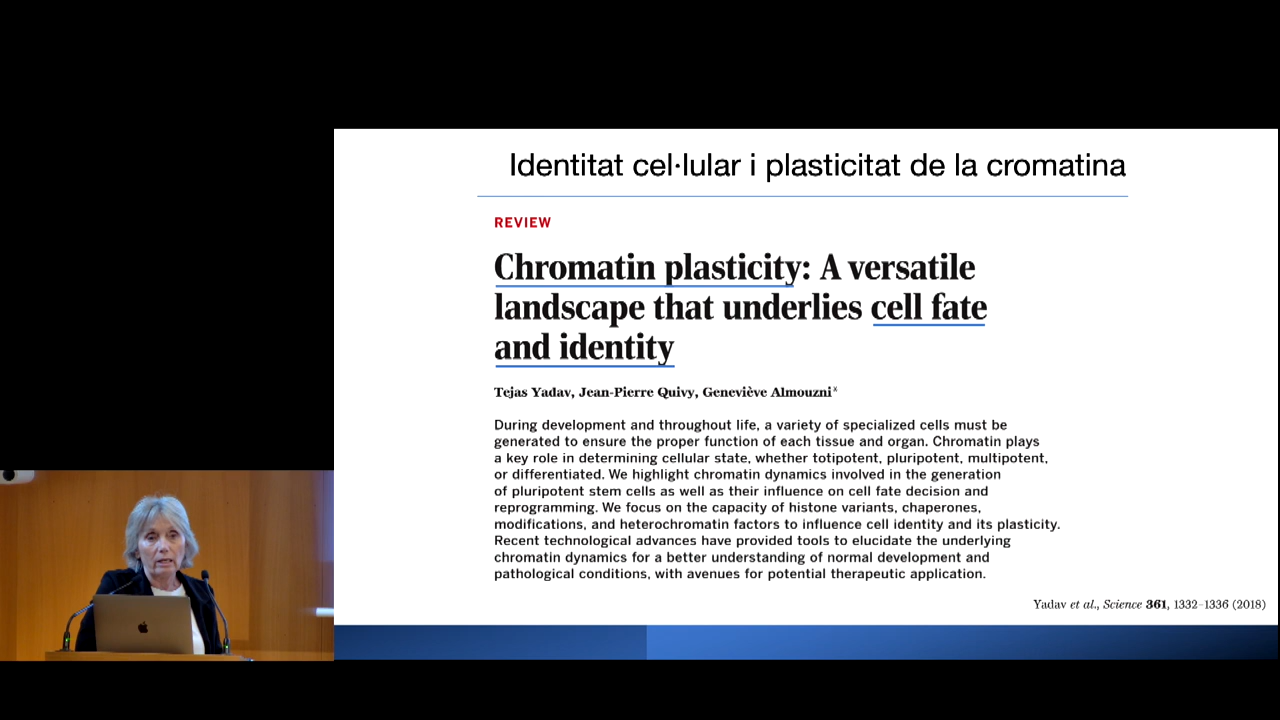 Identitat cel·lular i plasticitat de la cromatina
REVIEW
Chromatin plasticity: A versatile
landscape that underlies cell fate
and identity
Tejas Yadav, Jean-Pierre Quivy, Geneviève Almouzni*
During development and throughout life, a variety of specialized cells must be
generated to ensure the proper function of each tissue and organ. Chromatin plays
a key role in determining cellular state, whether totipotent, pluripotent, multipotent,
or differentiated. We highlight chromatin dynamics involved in the generation
of pluripotent stem cells as well as their influence on cell fate decision and
reprogramming. We focus on the capacity of histone variants, chaperones,
modifications, and heterochromatin factors to influence cell identity and its plasticity.
Recent technological advances have provided tools to elucidate the underlying
chromatin dynamics for a better understanding of normal development and
pathological conditions, with avenues for potential therapeutic application.
Yadav et al., Science 361, 1332–1336 (2018)